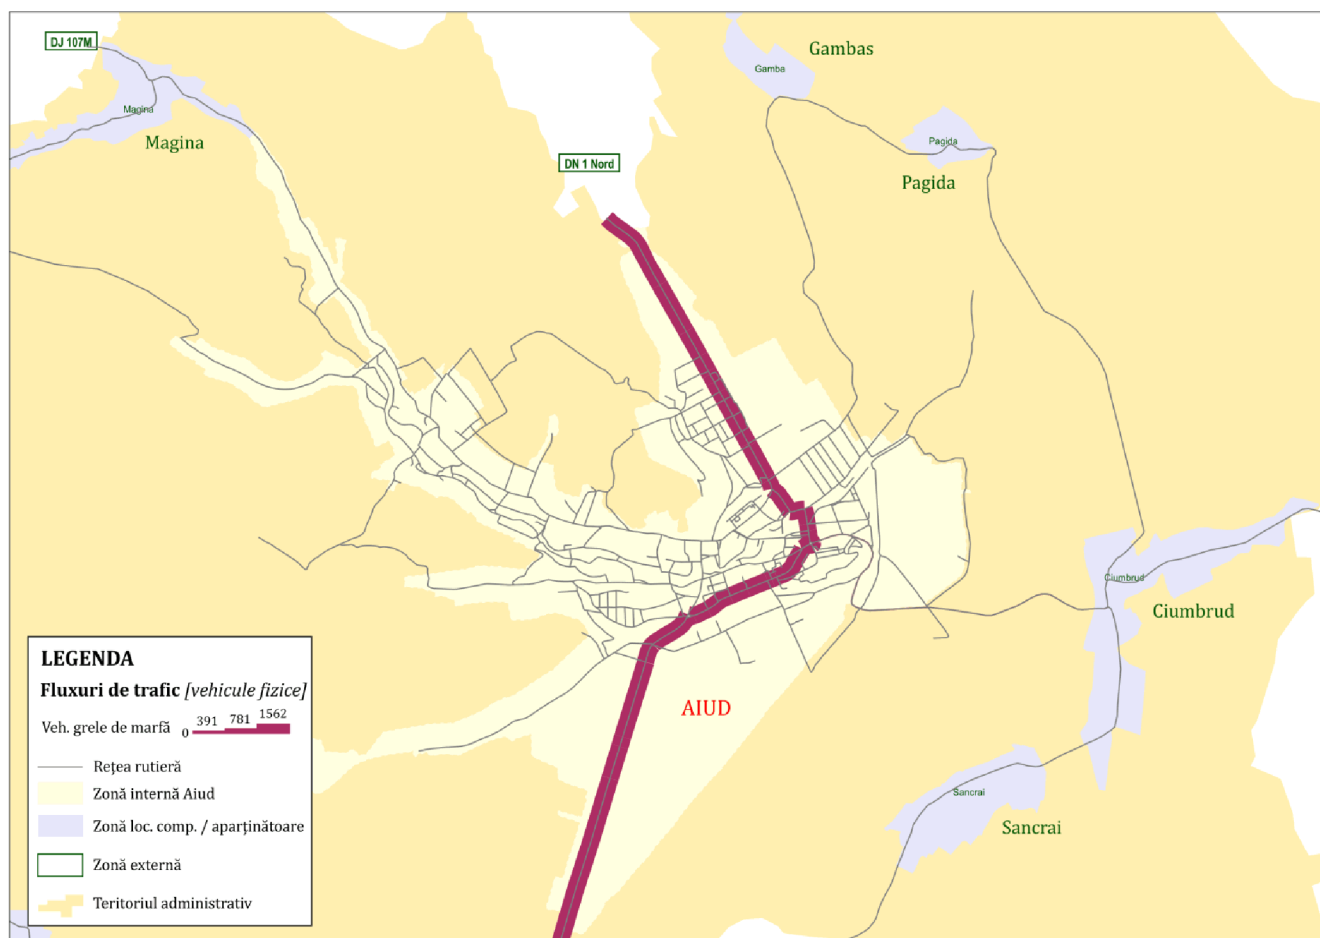 DJ 107M
Gambas
Gamba
Magina
Magina
Pagida
DN 1 Nord
Pagida
Ciumbrud
Ciumbrud
AIUD
Sancrai
Sancrai
LEGENDA
Fluxuri de trafic [vehicule fizice]
Veh. grele de marfă 0 391 781 1562
Rețea rutieră
Zonă internă Aiud
Zonă loc. comp. / aparținătoare
Zonă externă
Teritoriul administrativ